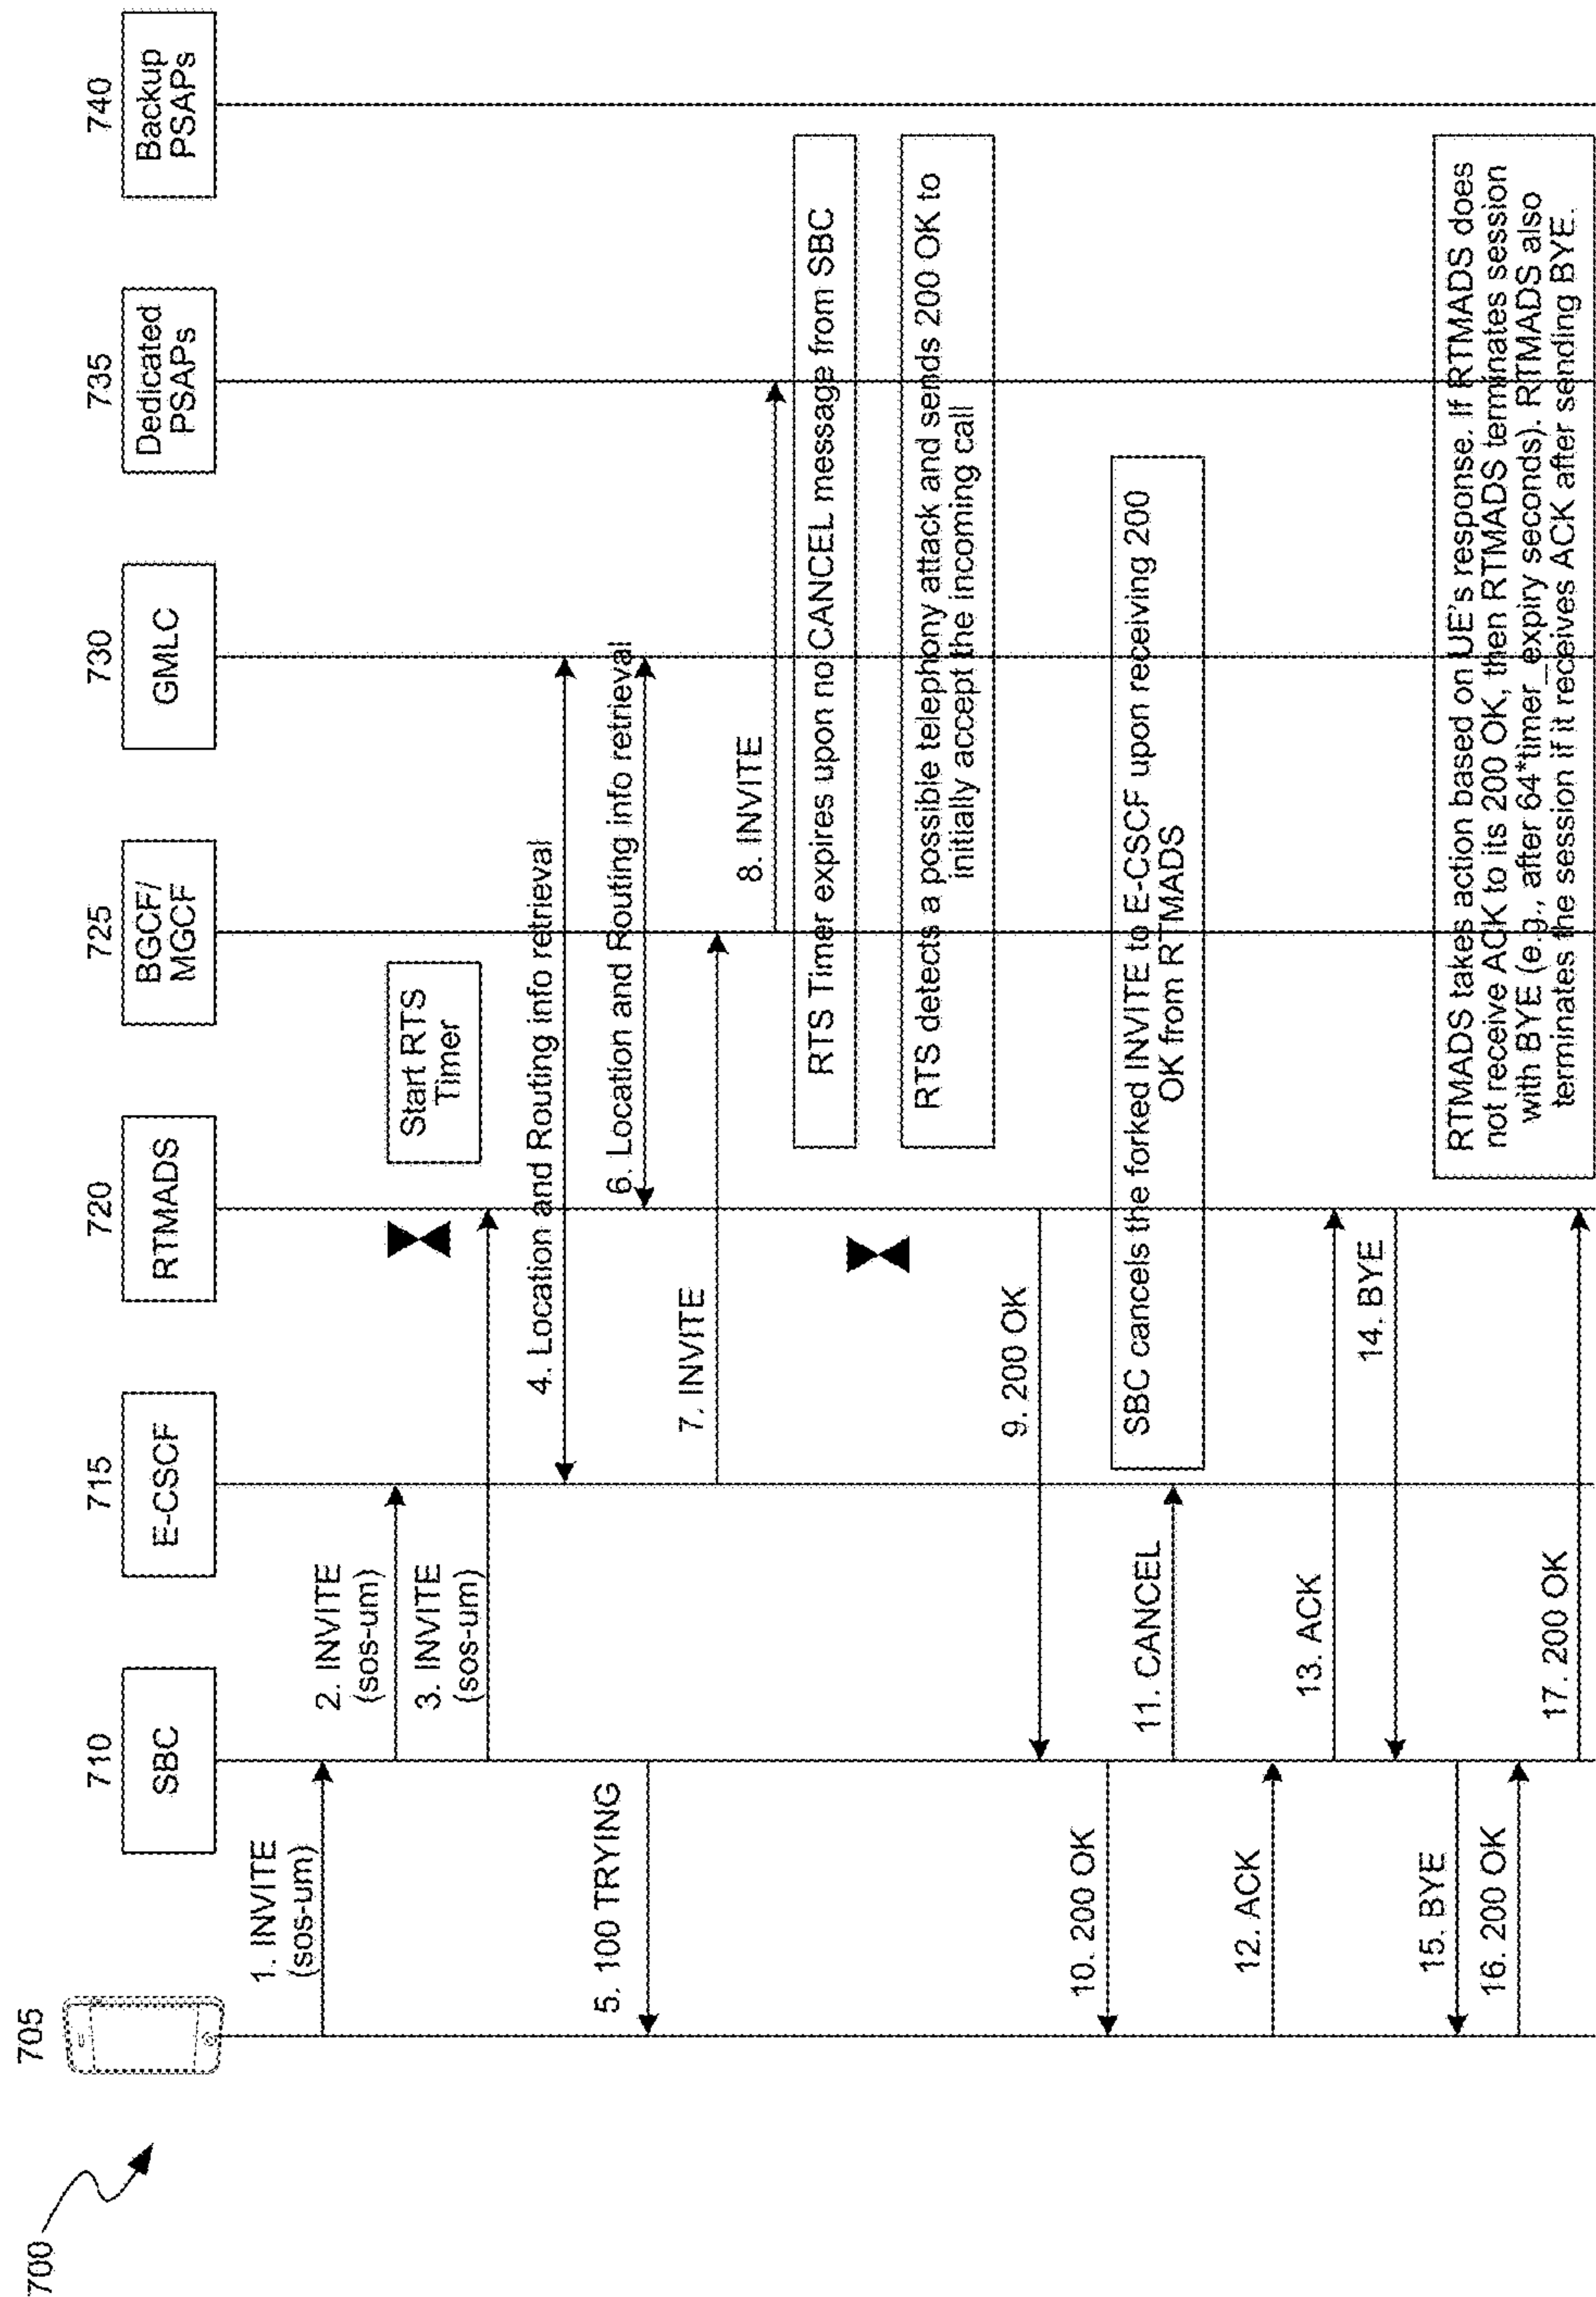 700
705
710
715
720
725
730
735
740
SBC
E-CSCF
RTMADS
BGCF/
MGCF
GMLC
Dedicated
PSAPs
Backup
PSAPs
1. INVITE
(sos-um)
2. INVITE
(sos-um)
3. INVITE
(sos-um)
Start RTS
Timer
4. Location and Routing info retrieval
5. 100 TRYING
6. Location and Routing info retrieval
7. INVITE
8. INVITE
RTS Timer expires upon no CANCEL message from SBC
RTS detects a possible telephony attack and sends 200 OK to
initially accept the incoming call
9. 200 OK
10. 200 OK
SBC cancels the forked INVITE to E-CSCF upon receiving 200
OK from RTMADS
11. CANCEL
12. ACK
13. ACK
14. BYE
15. BYE
16. 200 OK
17. 200 OK
RTMADS takes action based on UE's response. If RTMADS does
not receive ACK to its 200 OK, then RTMADS terminates session
with BYE (e.g., after 64*timer_expiry seconds). RTMADS also
terminates the session if it receives ACK after sending BYE.